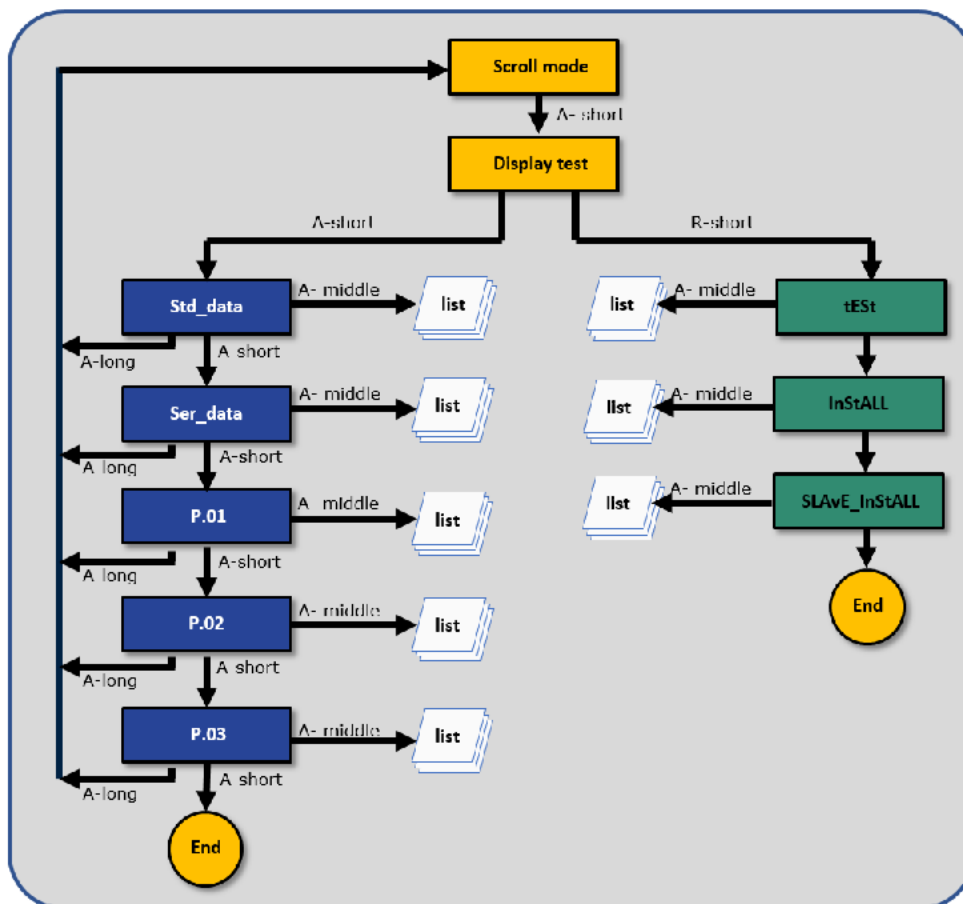 Scroll mode
A- short
Display test
A-short
R-short
Std_data
A- middle
list
list
A- middle
tESt
A-long
A short
Ser_data
A- middle
list
list
A- middle
InStALL
A long
A-short
P.01
A middle
list
list
A- middle
SLAvE_InStALL
A long
A-short
P.02
A- middle
list
End
A-long
A short
P.03
A- middle
list
A-long
A short
End